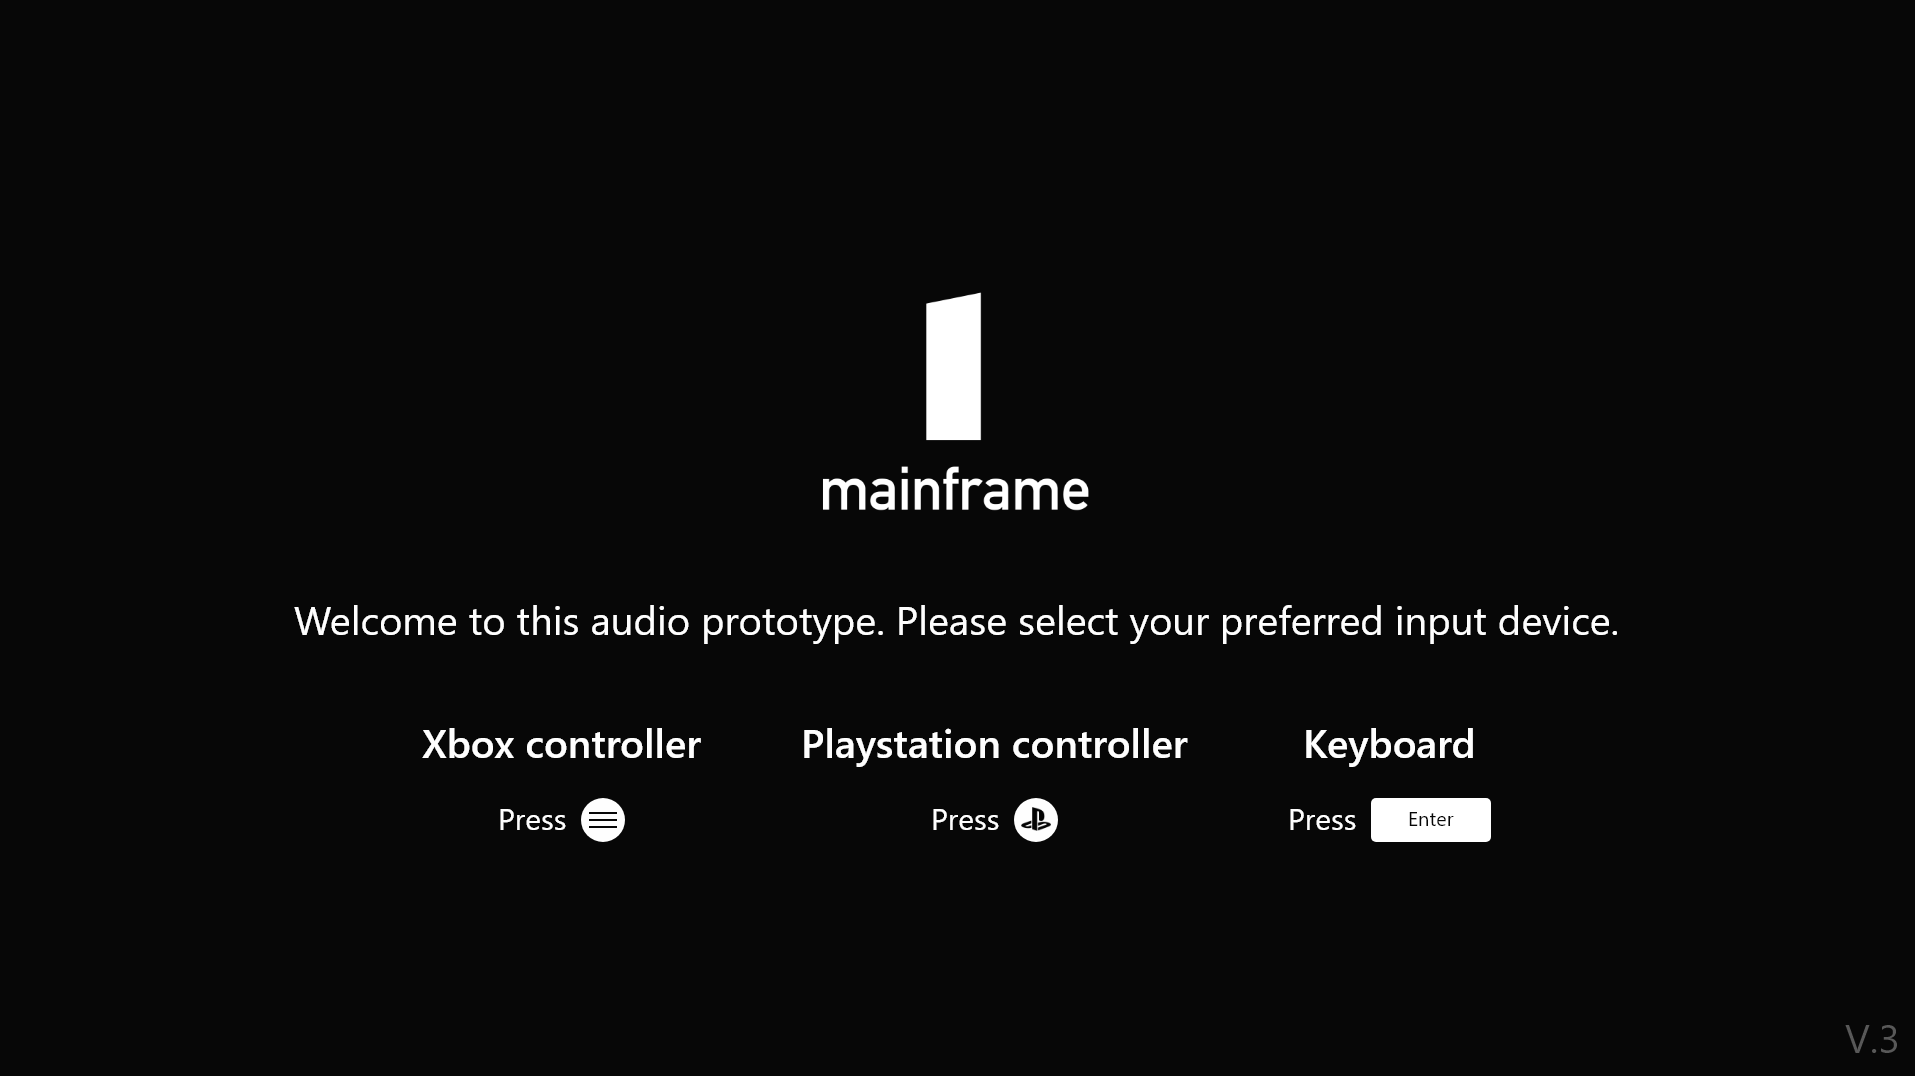 mainframe
Welcome to this audio prototype. Please select your preferred input device.
Xbox controller
Press
Playstation controller
Press
Keyboard
Press Enter
V.3